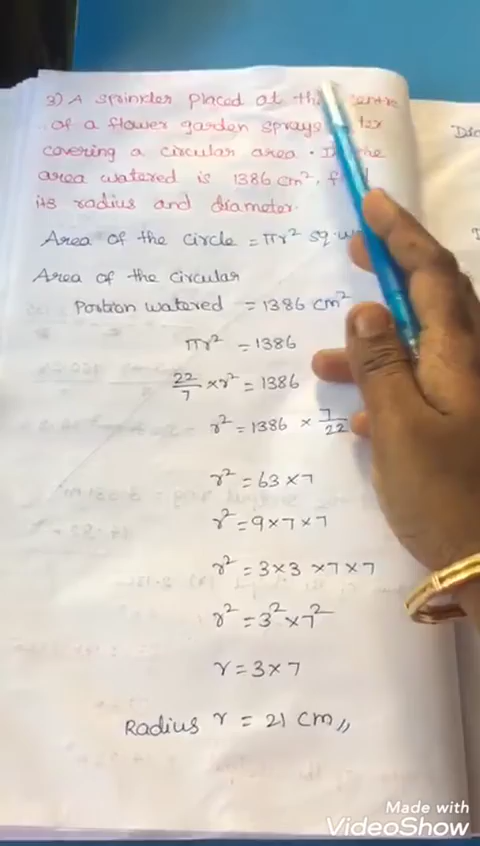 3) A sprinkler placed at the centre
of a flower garden sprays
covering a circular area. If the
area watered is 1386 cm², find
its radius and diameter.
Area of the circle = πr² sq.
Area of the circular
Portion watered = 1386 cm²
πr² = 1386
22/7 × r² = 1386
r² = 1386 × 7/22
r² = 63 × 7
r² = 9 × 7 × 7
r² = 3 × 3 × 7 × 7
r² = 3² × 7²
r = 3 × 7
Radius r = 21 cm //
Made with
VideoShow